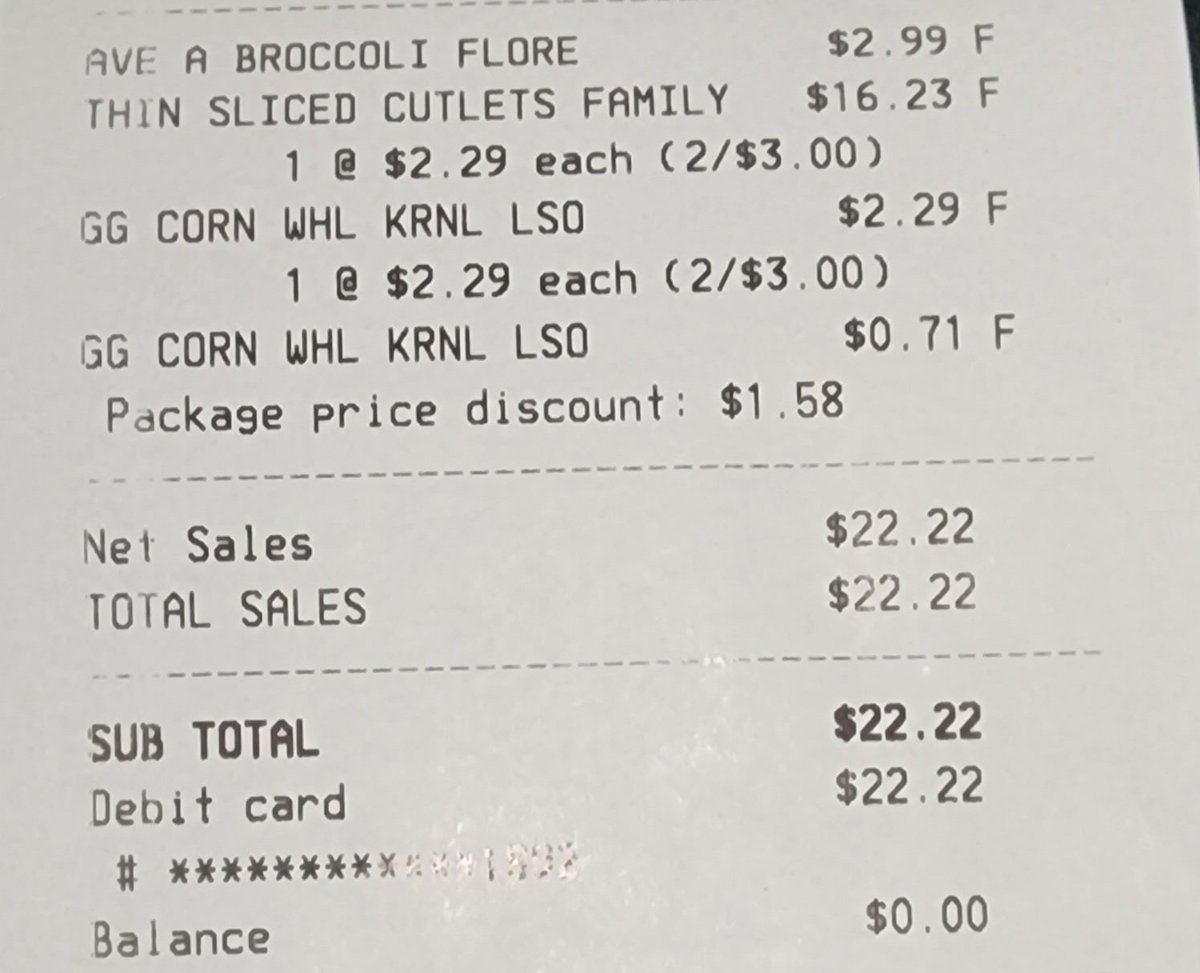 AVE A BROCCOLI FLORE $2.99 F
THIN SLICED CUTLETS FAMILY $16.23 F
1 @ $2.29 each (2/$3.00)
GG CORN WHL KRNL LSO $2.29 F
1 @ $2.29 each (2/$3.00)
GG CORN WHL KRNL LSO $0.71 F
Package price discount: $1.58
Net Sales $22.22
TOTAL SALES $22.22
SUB TOTAL $22.22
Debit card $22.22
# ************
Balance $0.00